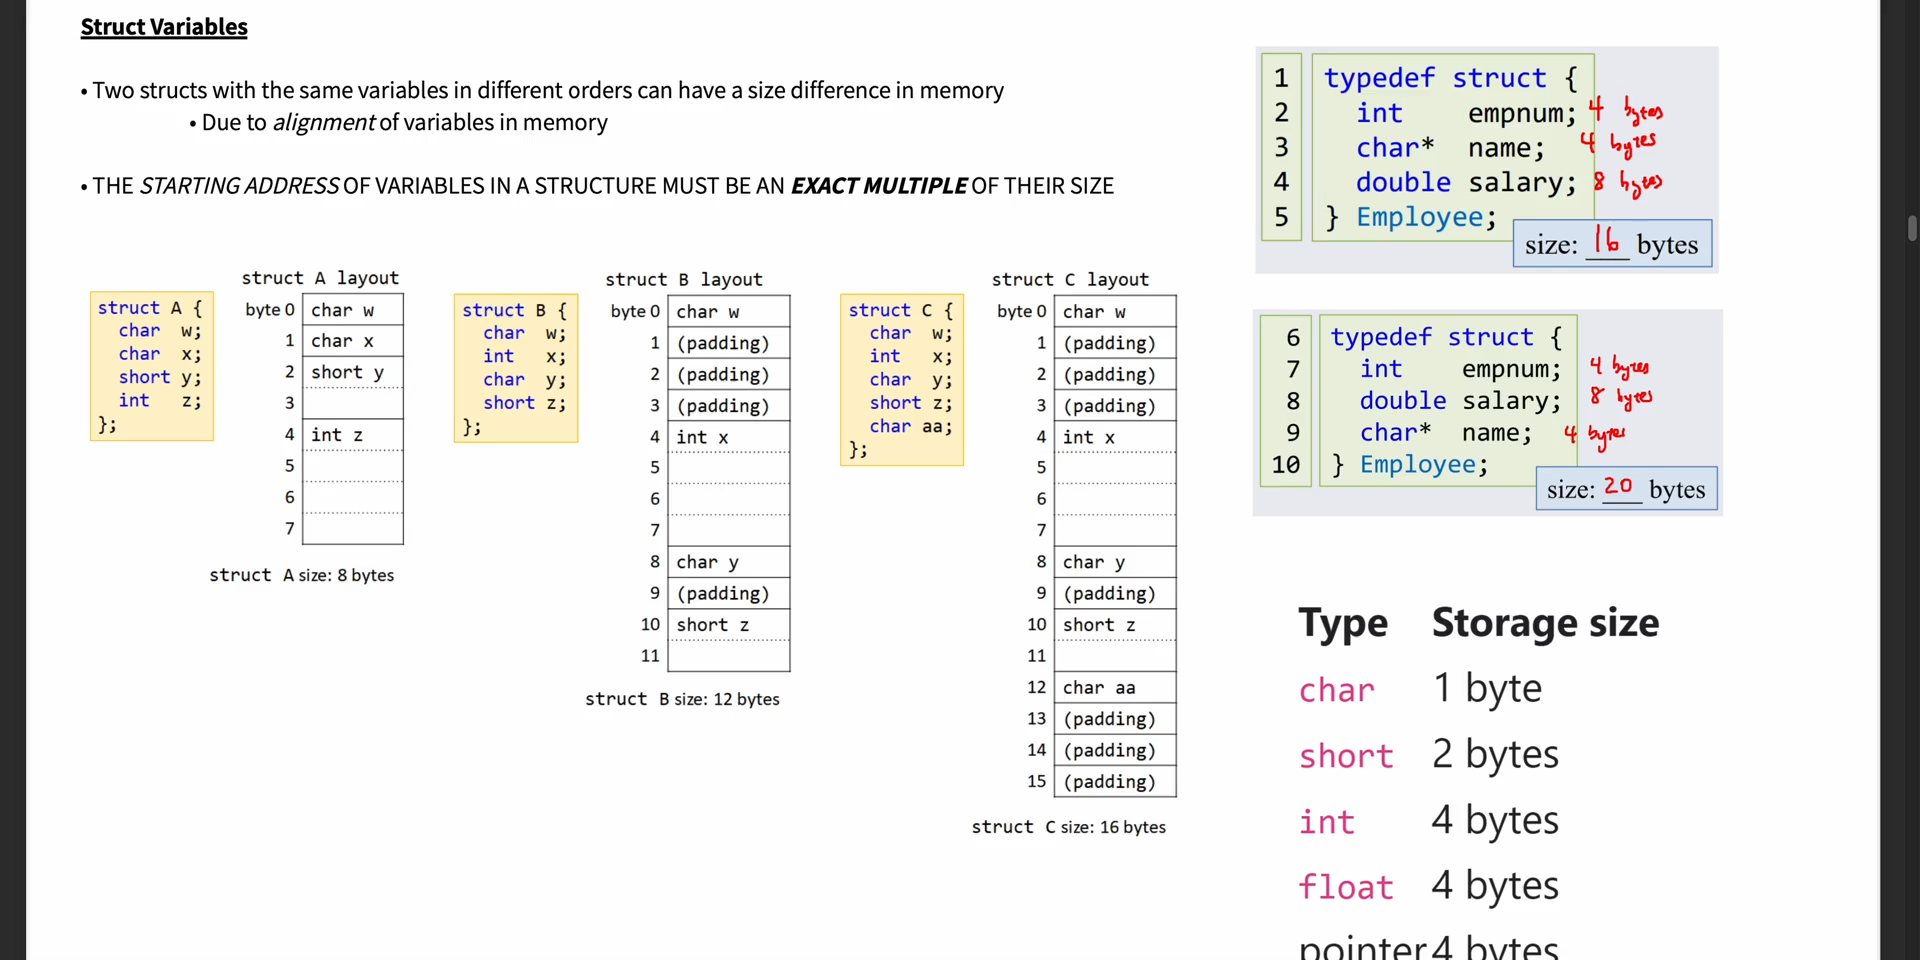 Struct Variables
• Two structs with the same variables in different orders can have a size difference in memory
• Due to alignment of variables in memory
• THE STARTING ADDRESS OF VARIABLES IN A STRUCTURE MUST BE AN EXACT MULTIPLE OF THEIR SIZE
struct A {
char w;
char x;
short y;
int z;
};
struct A layout
byte 0 char w
1 char x
2 short y
3
4 int z
5
6
7
struct A size: 8 bytes
struct B {
char w;
int x;
char y;
short z;
};
struct B layout
byte 0 char w
1 (padding)
2 (padding)
3 (padding)
4 int x
5
6
7
8 char y
9 (padding)
10 short z
11
struct B size: 12 bytes
struct C {
char w;
int x;
char y;
short z;
char aa;
};
struct C layout
byte 0 char w
1 (padding)
2 (padding)
3 (padding)
4 int x
5
6
7
8 char y
9 (padding)
10 short z
11
12 char aa
13 (padding)
14 (padding)
15 (padding)
struct C size: 16 bytes
1 typedef struct {
2 int empnum; 4 bytes
3 char* name; 4 bytes
4 double salary; 8 bytes
5 } Employee;
size: 16 bytes
6 typedef struct {
7 int empnum; 4 bytes
8 double salary; 8 bytes
9 char* name; 4 bytes
10 } Employee;
size: 20 bytes
Type Storage size
char 1 byte
short 2 bytes
int 4 bytes
float 4 bytes
pointer 4 bytes